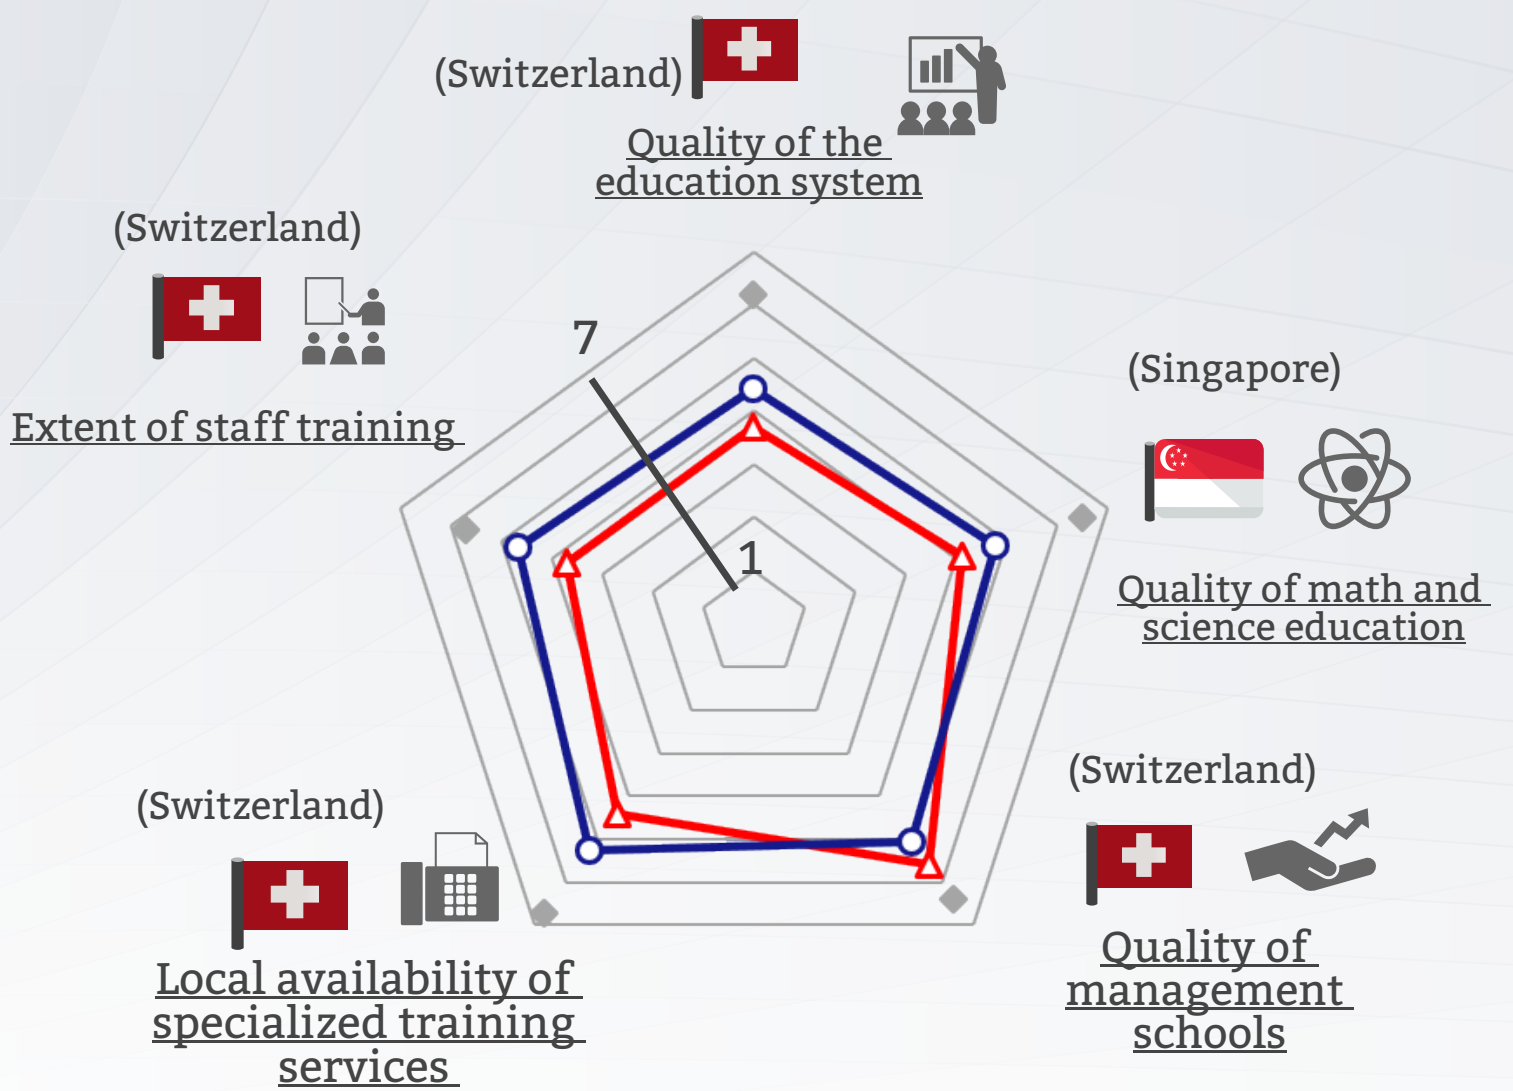 (Switzerland)
Quality of the
education system
(Switzerland)
Extent of staff training
7
1
(Singapore)
Quality of math and
science education
(Switzerland)
Quality of
management
schools
(Switzerland)
Local availability of
specialized training
services